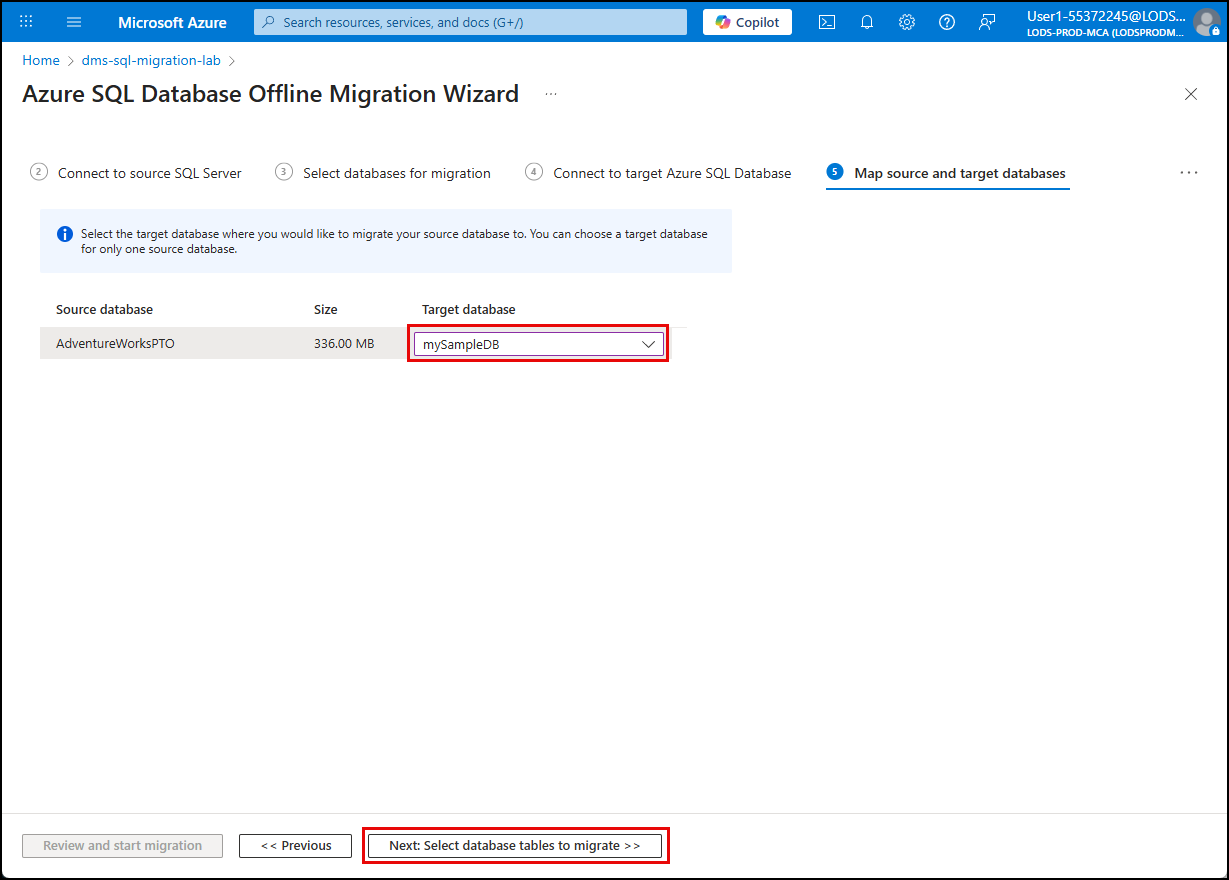 Microsoft Azure
Search resources, services, and docs (G+/)
Copilot
User1-55372245@LODS...
LODS-PROD-MCA (LODSPRODM...
Home > dms-sql-migration-lab >
Azure SQL Database Offline Migration Wizard ...
2 Connect to source SQL Server
3 Select databases for migration
4 Connect to target Azure SQL Database
5 Map source and target databases
...
Select the target database where you would like to migrate your source database to. You can choose a target database
for only one source database.
Source database Size Target database
AdventureWorksPTO 336.00 MB mySampleDB
Review and start migration
<< Previous
Next: Select database tables to migrate >>